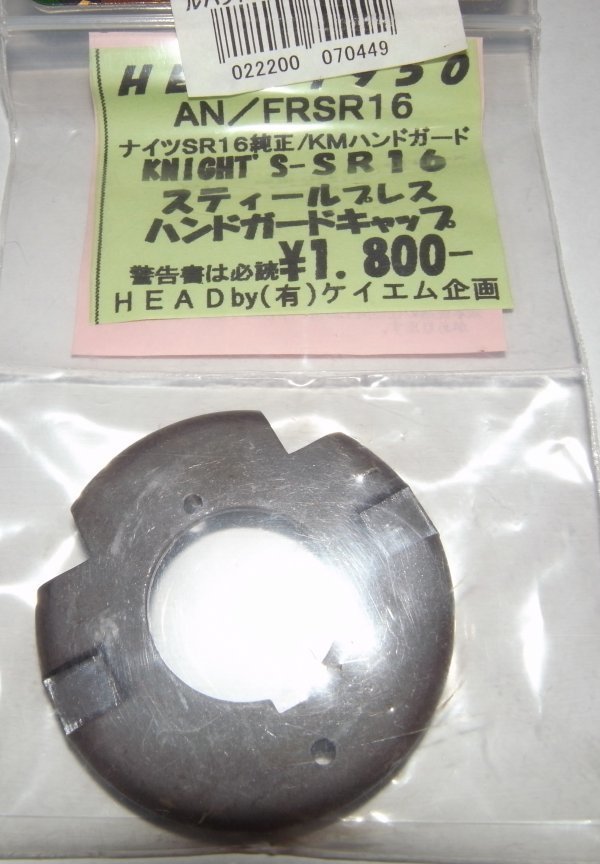 022200 070449
AN/FRSR16
ナイツSR16純正/KMハンドガード
KNIGHT'S-SR16
スティールプレス
ハンドガードキャップ
警告書は必読¥1.800-
HEADby(有)ケイエム企画